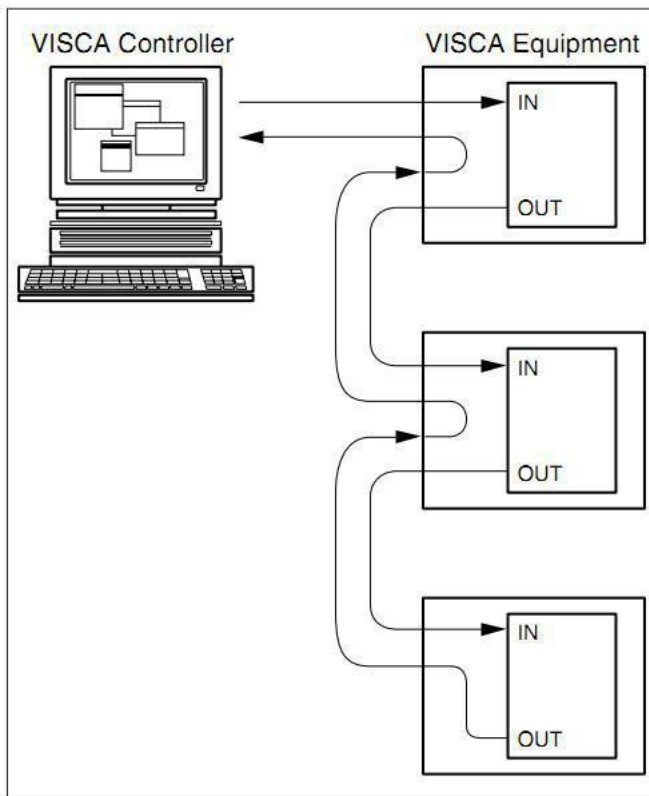 VISCA Controller
VISCA Equipment
IN
OUT
IN
OUT
IN
OUT